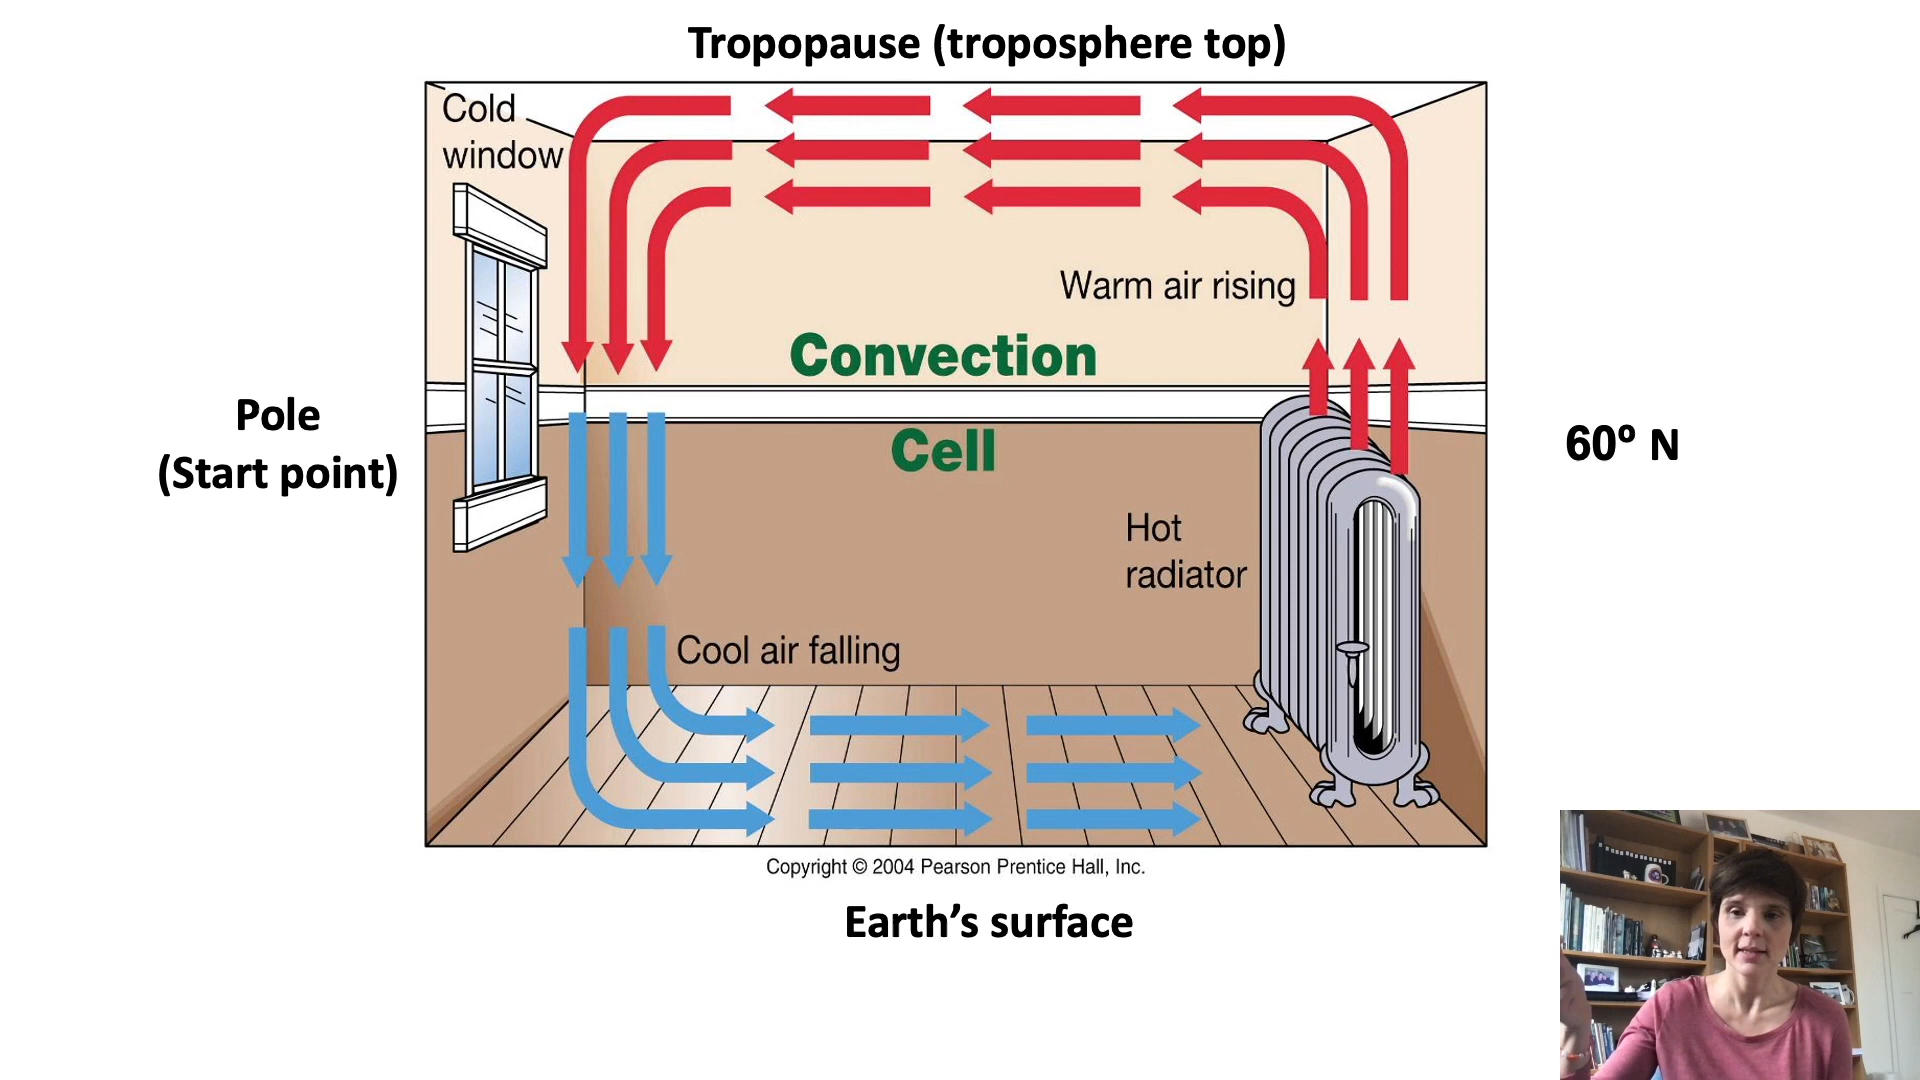 Tropopause (troposphere top)
Cold
window
Warm air rising
Convection
Cell
Pole
(Start point)
60º N
Hot
radiator
Cool air falling
Copyright © 2004 Pearson Prentice Hall, Inc.
Earth’s surface